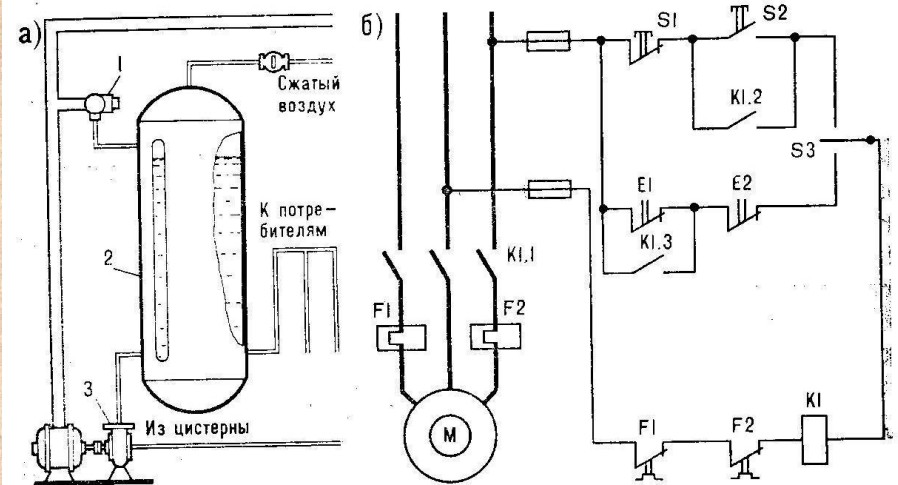 а)
1
Сжатый
воздух
К потре-
бителям
2
3
Из цистерны
б)
S1
S2
K1.2
S3
E1
E2
K1.3
K1.1
F1
F2
M
F1
F2
K1